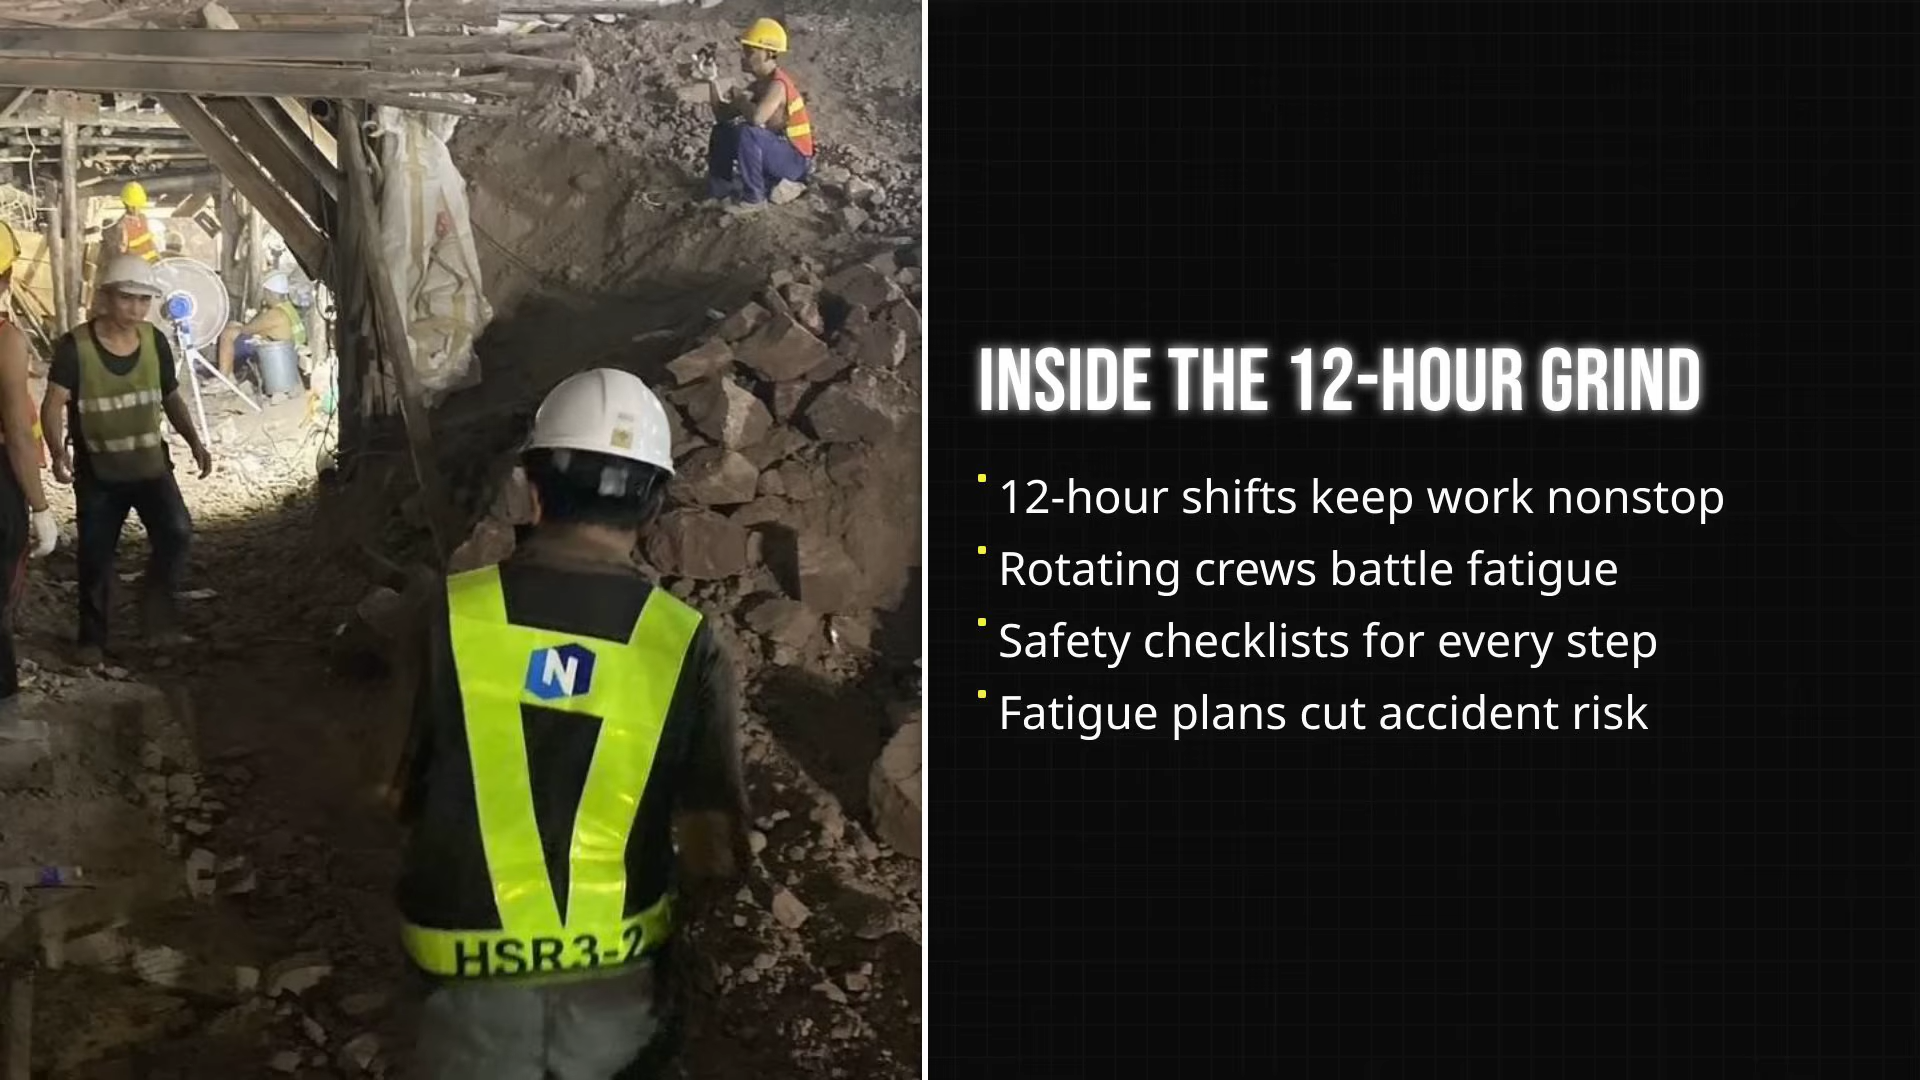 INSIDE THE 12-HOUR GRIND
12-hour shifts keep work nonstop
Rotating crews battle fatigue
Safety checklists for every step
Fatigue plans cut accident risk
N
HSR3-2